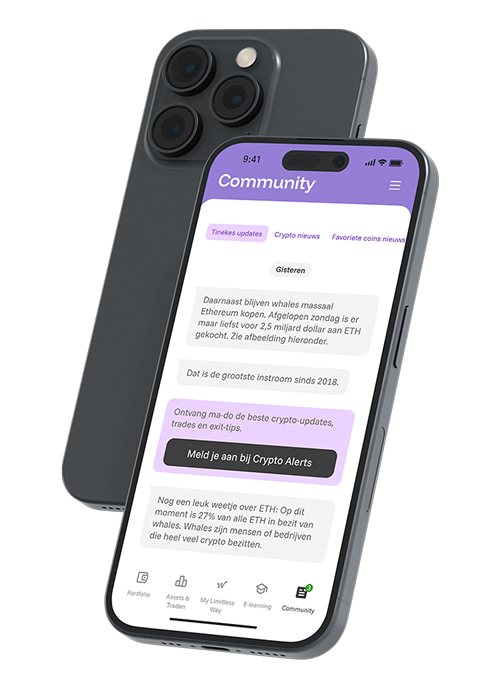 9:41
Community
Tinekes updates
Crypto nieuws
Favoriete coins nieuws
Gisteren
Daarnaast blijven whales massaal
Ethereum kopen. Afgelopen zondag is er
maar liefst voor 2,5 miljard dollar aan ETH
gekocht. Zie afbeelding hieronder.
Dat is de grootste instroom sinds 2018.
Ontvang ma-do de beste crypto-updates,
trades en exit-tips.
Meld je aan bij Crypto Alerts
Nog een leuk weetje over ETH: Op dit
moment is 27% van alle ETH in bezit van
whales. Whales zijn mensen of bedrijven
die heel veel crypto bezitten.
Portfolio
Assets &
Traden
My Limitless
Way
E-learning
3
Community